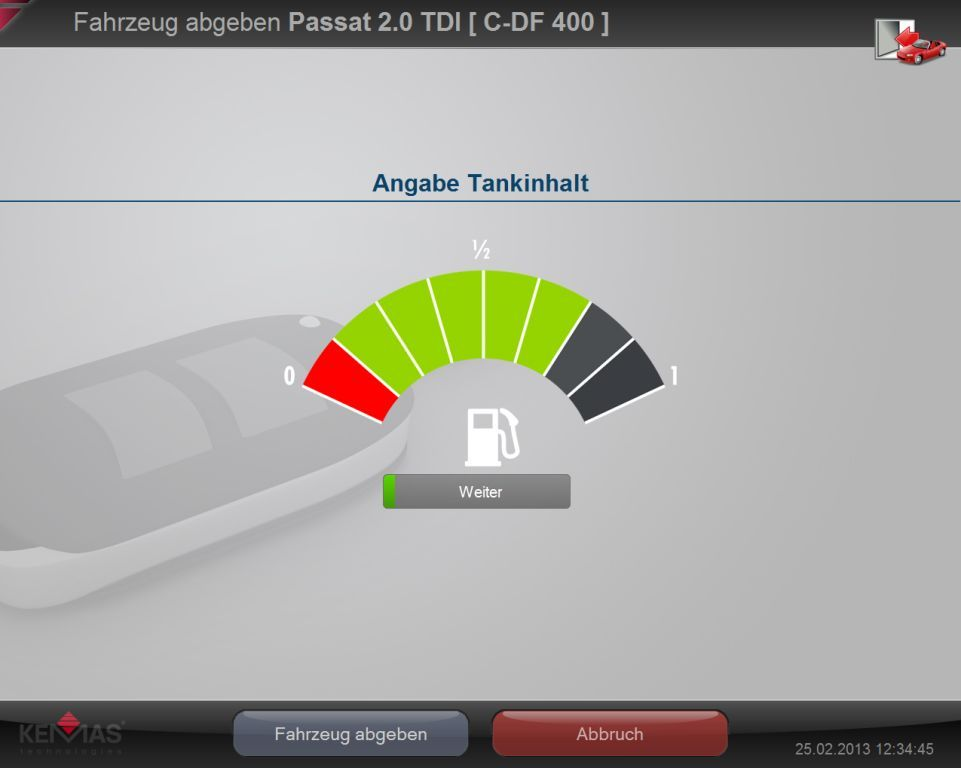 Fahrzeug abgeben Passat 2.0 TDI [ C-DF 400 ]
Angabe Tankinhalt
½
0
1
Weiter
KEMAS
technologies
Fahrzeug abgeben
Abbruch
25.02.2013 12:34:45